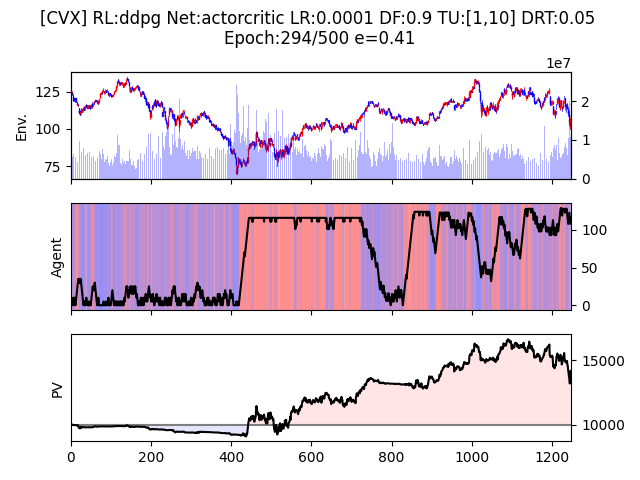 [CVX] RL:ddpg Net:actorcritic LR:0.0001 DF:0.9 TU:[1,10] DRT:0.05
Epoch:294/500 e=0.41
1e7
125
100
75
Env.
2
1
0
Agent
100
50
0
PV
15000
10000
0 200 400 600 800 1000 1200